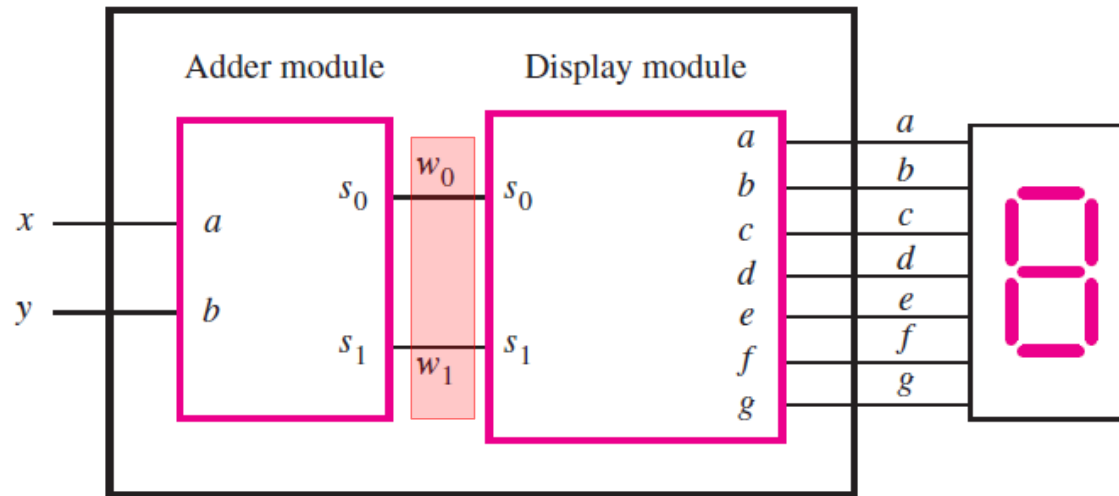 Adder module
Display module
x
y
a
b
s₀
s₁
w₀
w₁
s₀
s₁
a
b
c
d
e
f
g
a
b
c
d
e
f
g